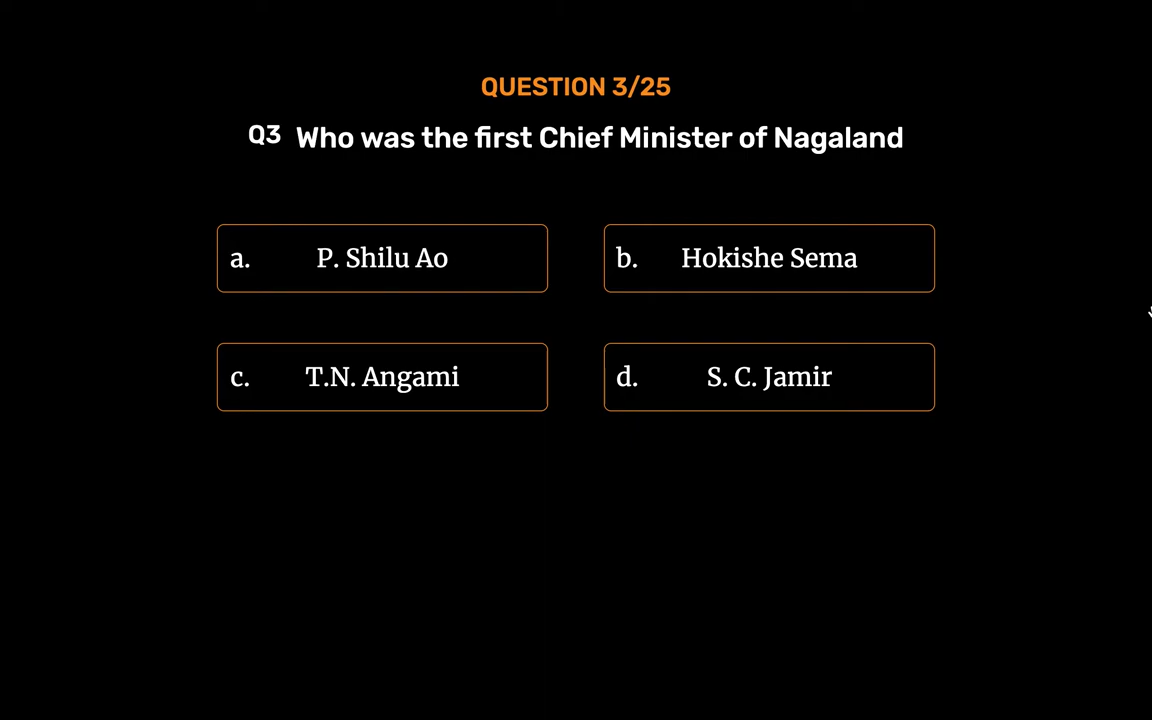 QUESTION 3/25
Q3 Who was the first Chief Minister of Nagaland
a. P. Shilu Ao
b. Hokishe Sema
c. T.N. Angami
d. S. C. Jamir